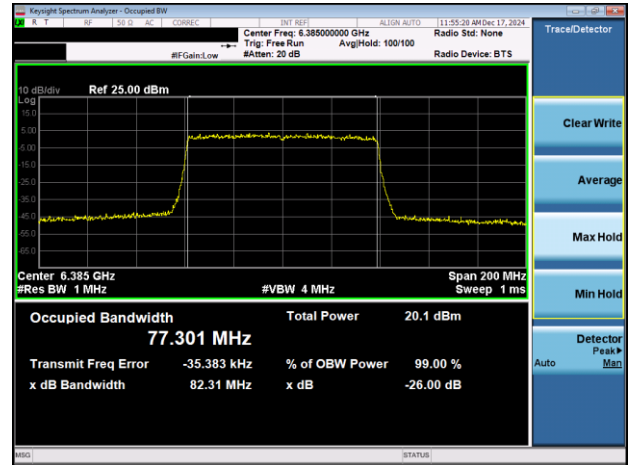 Keysight Spectrum Analyzer - Occupied BW
R T RF 50 Ω AC CORREC INT REF ALIGN AUTO 11:55:20 AM Dec 17, 2024
Center Freq: 6.385000000 GHz Radio Std: None
Trig: Free Run Avg|Hold: 100/100
#IFGain:Low #Atten: 20 dB Radio Device: BTS
Trace/Detector
10 dB/div Ref 25.00 dBm
Log
15.0
5.00
-5.00
-15.0
-25.0
-35.0
-45.0
-55.0
-65.0
Center 6.385 GHz Span 200 MHz
#Res BW 1 MHz #VBW 4 MHz Sweep 1 ms
Occupied Bandwidth Total Power 20.1 dBm
77.301 MHz
Transmit Freq Error -35.383 kHz % of OBW Power 99.00 %
x dB Bandwidth 82.31 MHz x dB -26.00 dB
Clear Write
Average
Max Hold
Min Hold
Detector
Peak▶
Auto Man
MSG STATUS